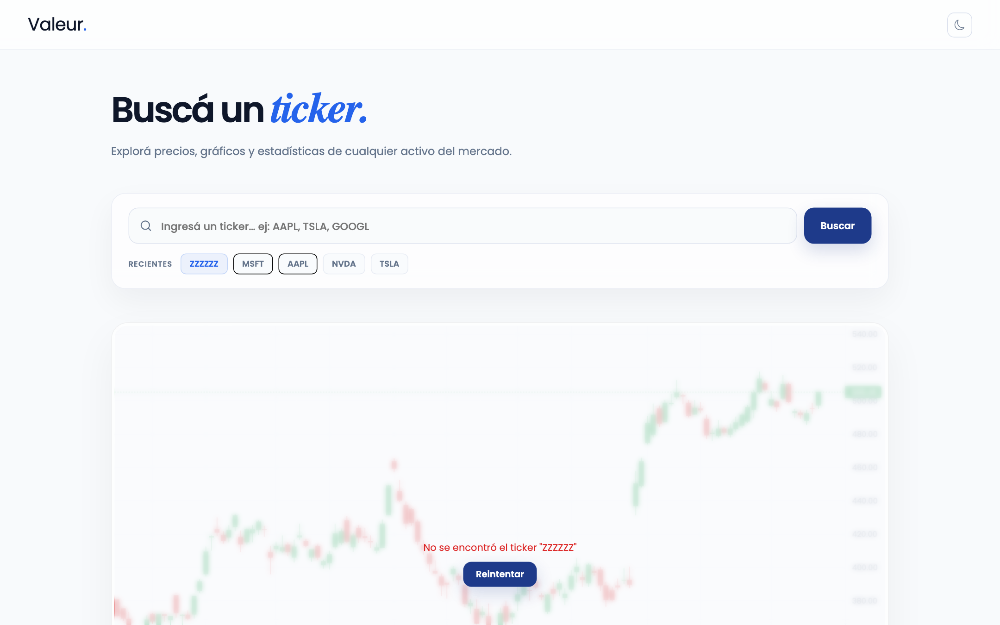 Valeur.
Buscá un ticker.
Explorá precios, gráficos y estadísticas de cualquier activo del mercado.
Ingresá un ticker... ej: AAPL, TSLA, GOOGL
Buscar
RECIENTES ZZZZZZ MSFT AAPL NVDA TSLA
540.00
520.00
500.00
480.00
460.00
440.00
420.00
No se encontró el ticker "ZZZZZZ"
400.00
Reintentar
380.00